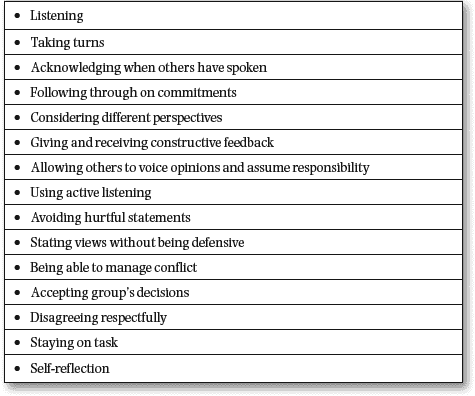 • Listening
• Taking turns
• Acknowledging when others have spoken
• Following through on commitments
• Considering different perspectives
• Giving and receiving constructive feedback
• Allowing others to voice opinions and assume responsibility
• Using active listening
• Avoiding hurtful statements
• Stating views without being defensive
• Being able to manage conflict
• Accepting group's decisions
• Disagreeing respectfully
• Staying on task
• Self-reflection